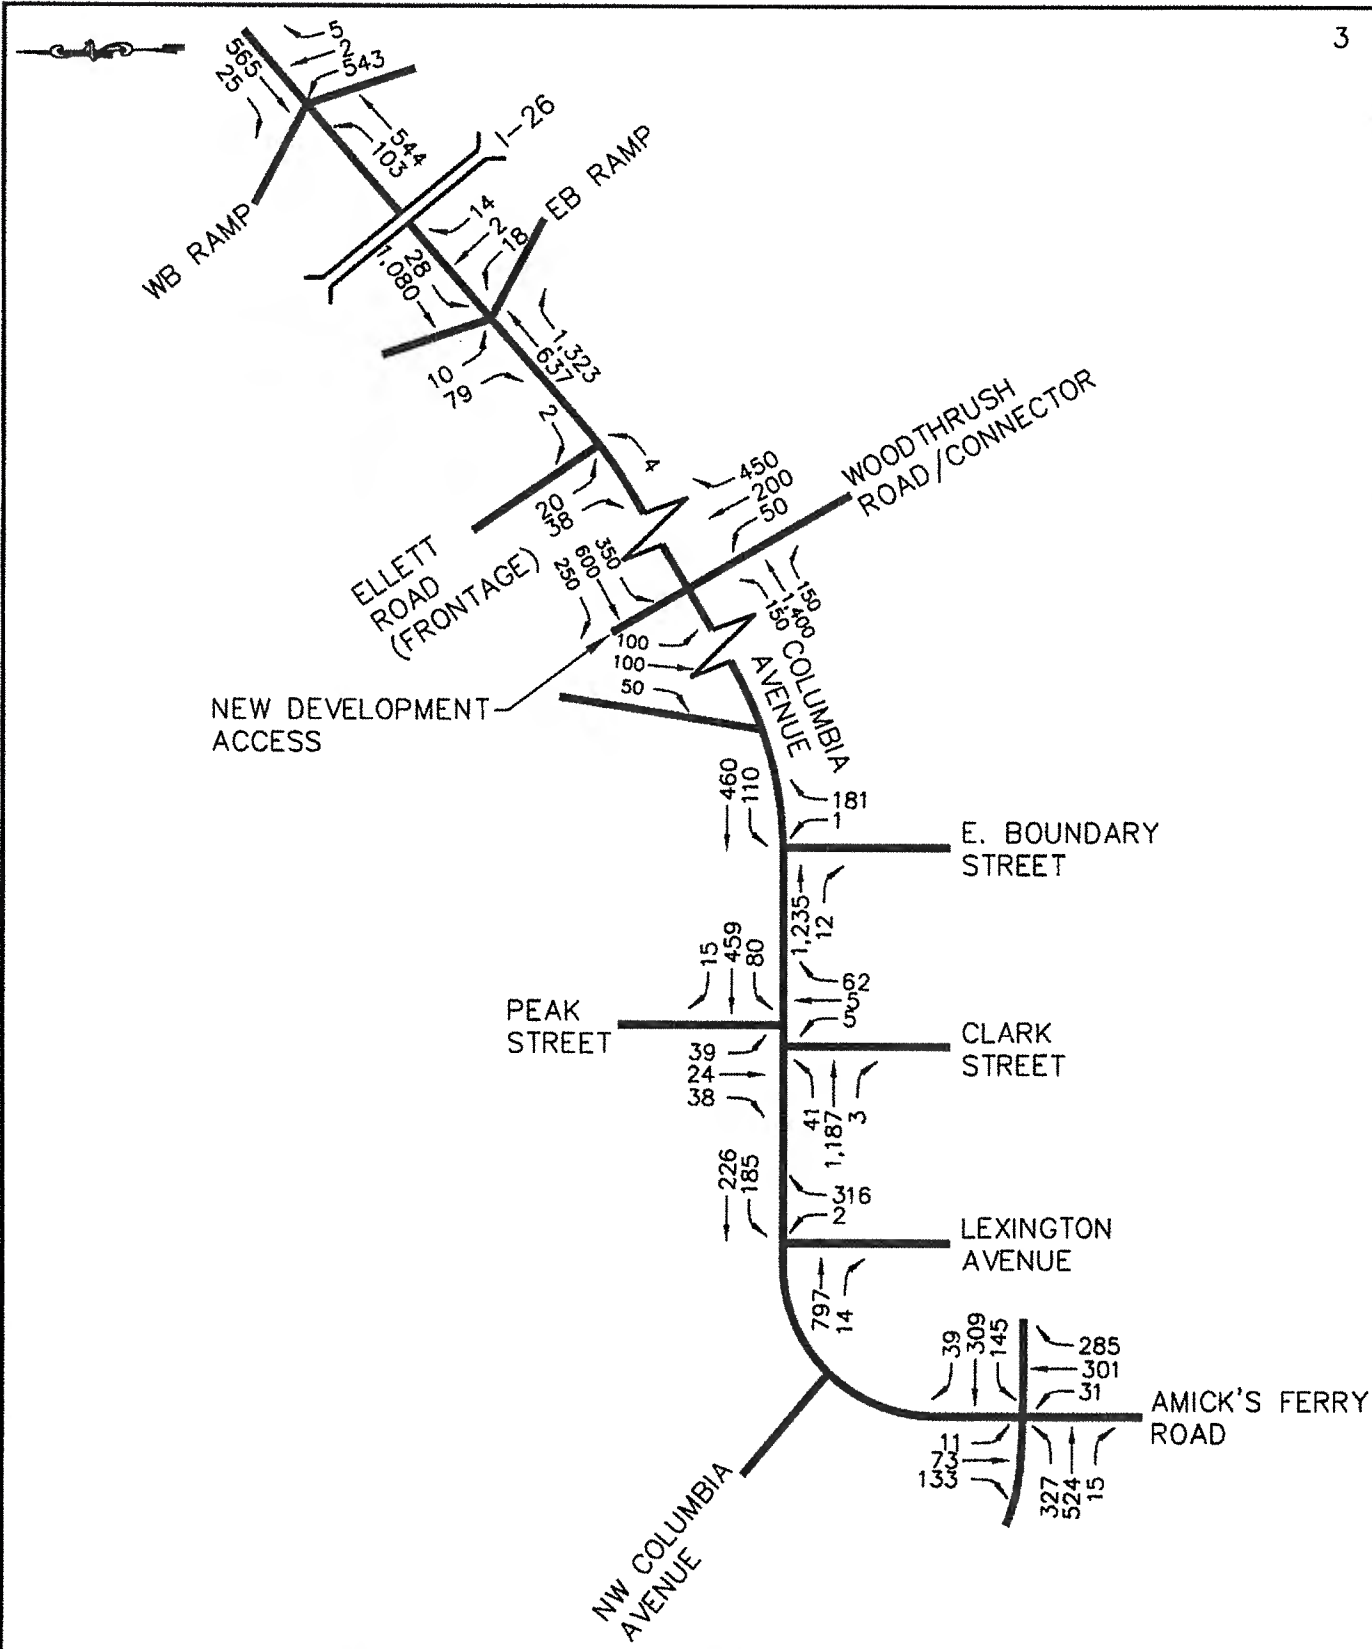 3
5
2
543
565
25
544
103
I-26
WB RAMP
EB RAMP
14
2
18
28
1,080
1,323
637
10
79
2
4
20
38
ELLETT
ROAD
(FRONTAGE)
450
200
50
WOODTHRUSH
ROAD/CONNECTOR
350
600
250
150
1,400
150
100
100
50
NEW DEVELOPMENT
ACCESS
COLUMBIA
AVENUE
460
110
181
1
E. BOUNDARY
STREET
1,235
12
15
459
80
62
5
5
PEAK
STREET
CLARK
STREET
39
24
38
41
1,187
3
226
185
316
2
LEXINGTON
AVENUE
797
14
39
309
145
285
301
31
AMICK'S FERRY
ROAD
11
73
133
327
524
15
NW COLUMBIA
AVENUE